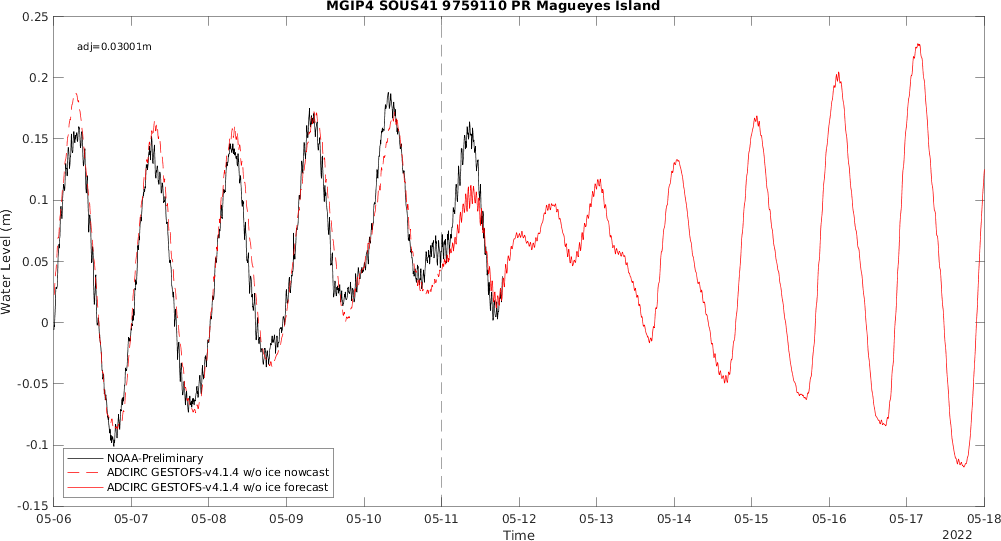 MGIP4 SOUS41 9759110 PR Magueyes Island
0.25
adj=0.03001m
0.2
0.15
0.1
0.05
0
-0.05
-0.1
-0.15
Water Level (m)
NOAA-Preliminary
ADCIRC GESTOFS-v4.1.4 w/o ice nowcast
ADCIRC GESTOFS-v4.1.4 w/o ice forecast
05-06 05-07 05-08 05-09 05-10 05-11 05-12 05-13 05-14 05-15 05-16 05-17 05-18
Time
2022